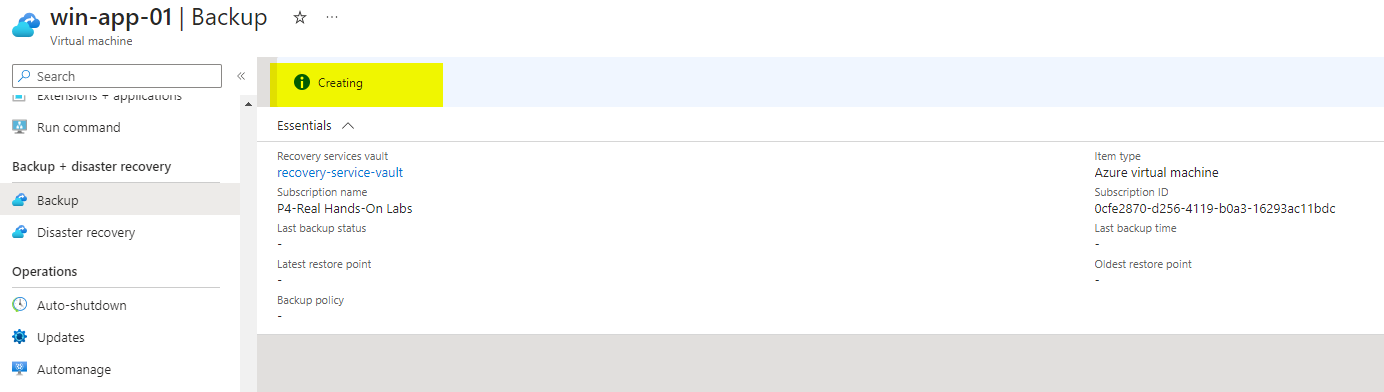 win-app-01 | Backup ☆ ···
Virtual machine
Search «
Extensions + applications
Run command
Backup + disaster recovery
Backup
Disaster recovery
Operations
Auto-shutdown
Updates
Automanage
Creating
Essentials
Recovery services vault
recovery-service-vault
Subscription name
P4-Real Hands-On Labs
Last backup status
-
Latest restore point
-
Backup policy
-
Item type
Azure virtual machine
Subscription ID
0cfe2870-d256-4119-b0a3-16293ac11bdc
Last backup time
-
Oldest restore point
-